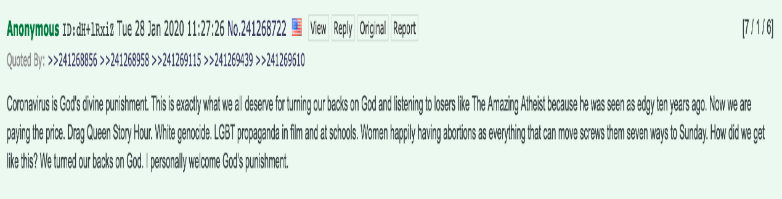 Anonymous ID:dH+lRxiZ Tue 28 Jan 2020 11:27:26 No.241268722 View Reply Original Report [7 / 1 / 6]
Quoted By: >>241268856 >>241268958 >>241269115 >>241269439 >>241269610
Coronavirus is God's divine punishment. This is exactly what we all deserve for turning our backs on God and listening to losers like The Amazing Atheist because he was seen as edgy ten years ago. Now we are
paying the price. Drag Queen Story Hour. White genocide. LGBT propaganda in film and at schools. Women happily having abortions as everything that can move screws them seven ways to Sunday. How did we get
like this? We turned our backs on God. I personally welcome God's punishment.